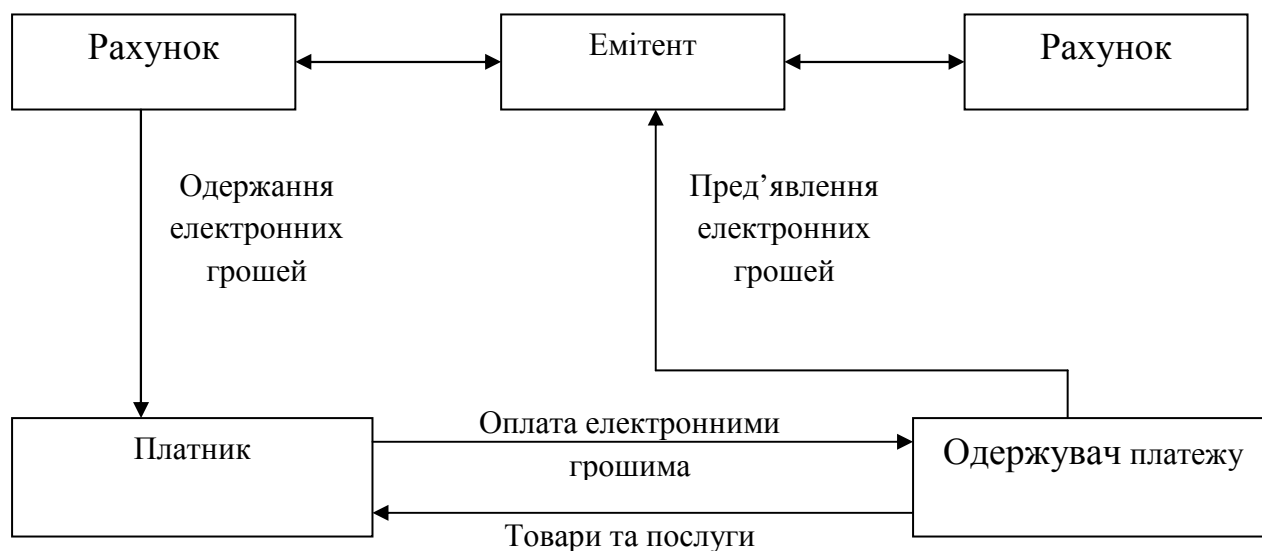 Рахунок
Емітент
Рахунок
Одержання
електронних
грошей
Пред’явлення
електронних
грошей
Платник
Оплата електронними
грошима
Одержувач платежу
Товари та послуги